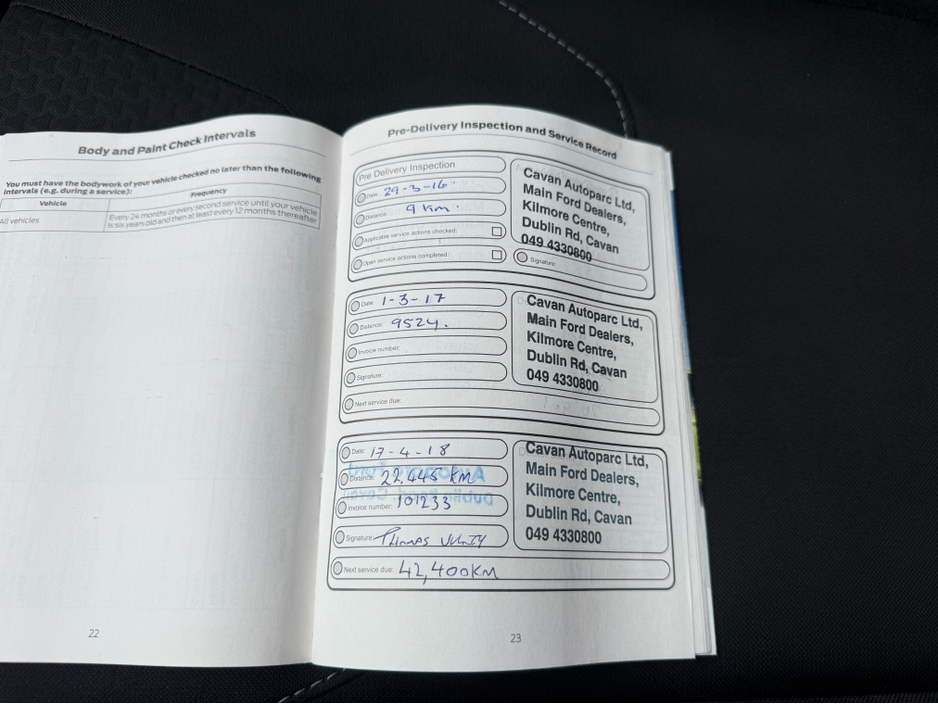 Body and Paint Check Intervals
You must have the bodywork of your vehicle checked no later than the following
intervals (e.g. during a service):
Vehicle
Frequency
All vehicles
Every 24 months or every second service until your vehicle
is six years old and then at least every 12 months thereafter
22
Pre-Delivery Inspection and Service Record
Pre Delivery Inspection
Date: 29-3-16
Distance: 9 km.
Applicable service actions checked:
Open service actions completed:
Cavan Autoparc Ltd,
Main Ford Dealers,
Kilmore Centre,
Dublin Rd, Cavan
049 4330800
Signature:
Date: 1-3-17
Distance: 9524.
Invoice number:
Signature:
Next service due:
Cavan Autoparc Ltd,
Main Ford Dealers,
Kilmore Centre,
Dublin Rd, Cavan
049 4330800
Date: 17-4-18
Distance: 22,445 KM
Invoice number: 101233
Signature:
Next service due: 42,400KM
Cavan Autoparc Ltd,
Main Ford Dealers,
Kilmore Centre,
Dublin Rd, Cavan
049 4330800
23